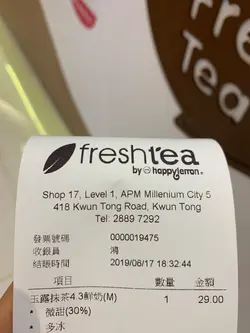 fresh
Tea
freshtea
by happylemon®
Shop 17, Level 1, APM Millenium City 5
418 Kwun Tong Road, Kwun Tong
Tel: 2889 7292
發票號碼 0000019475
收銀員 鴻
結賬時間 2019/06/17 18:32:44
項目 數量 金額
玉露抹茶4.3鮮奶(M) 1 29.00
• 微甜(30%)
• 多冰